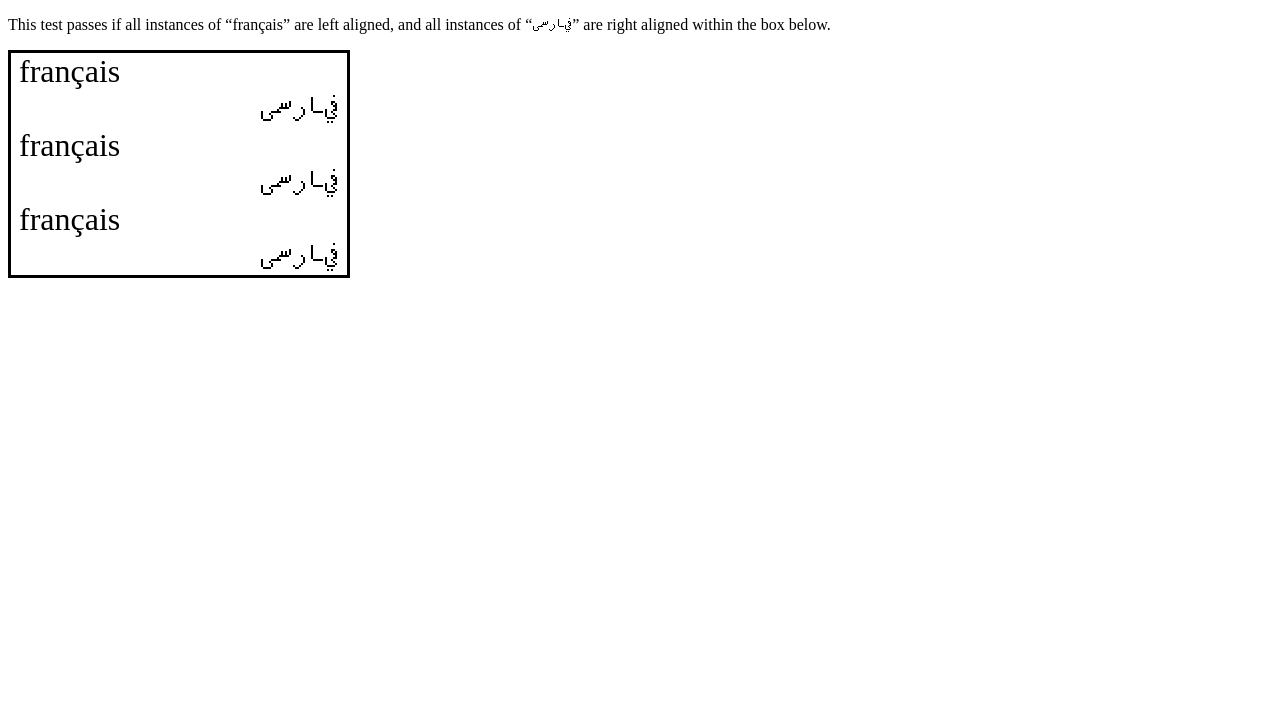 This test passes if all instances of “français” are left aligned, and all instances of “فارسی” are right aligned within the box below.
français
فارسی
français
فارسی
français
فارسی